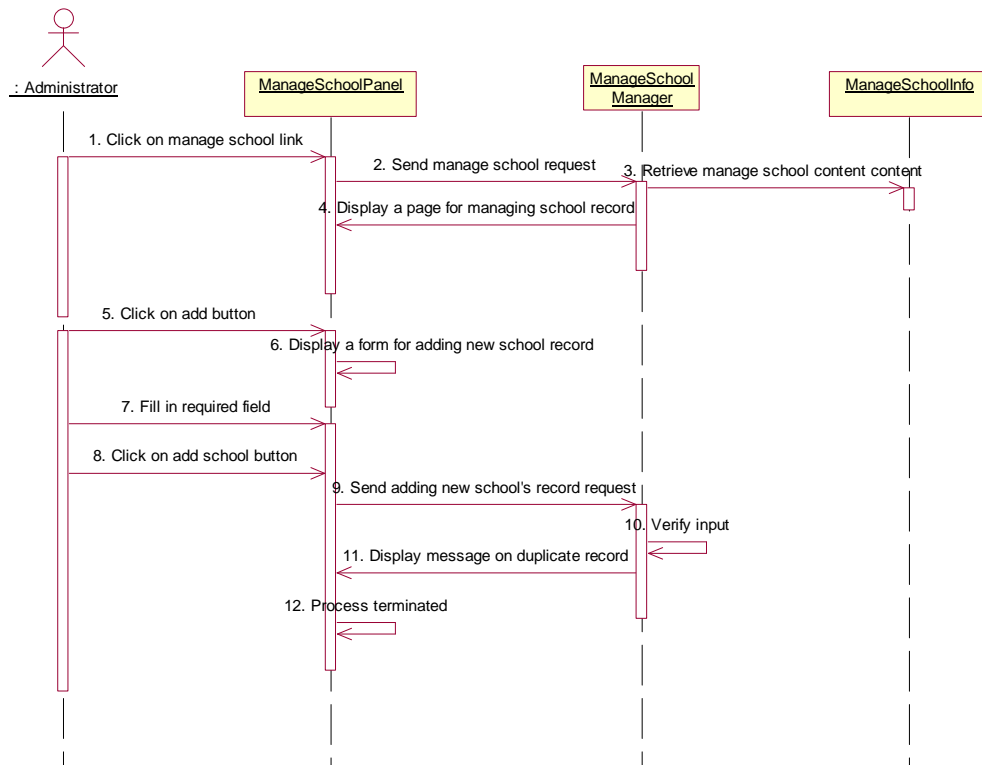 : Administrator
ManageSchoolPanel
ManageSchool
Manager
ManageSchoolInfo
1. Click on manage school link
2. Send manage school request
3. Retrieve manage school content content
4. Display a page for managing school record
5. Click on add button
6. Display a form for adding new school record
7. Fill in required field
8. Click on add school button
9. Send adding new school's record request
10. Verify input
11. Display message on duplicate record
12. Process terminated